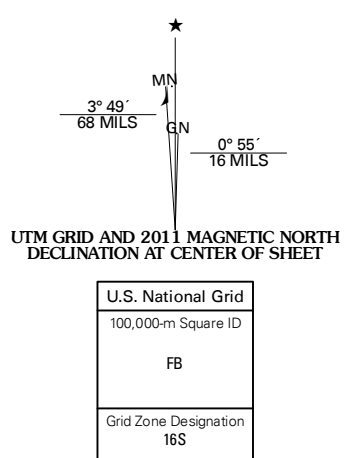 MN
3° 49´
68 MILS
GN
0° 55´
16 MILS
UTM GRID AND 2011 MAGNETIC NORTH
DECLINATION AT CENTER OF SHEET
U.S. National Grid
100,000-m Square ID
FB
Grid Zone Designation
16S